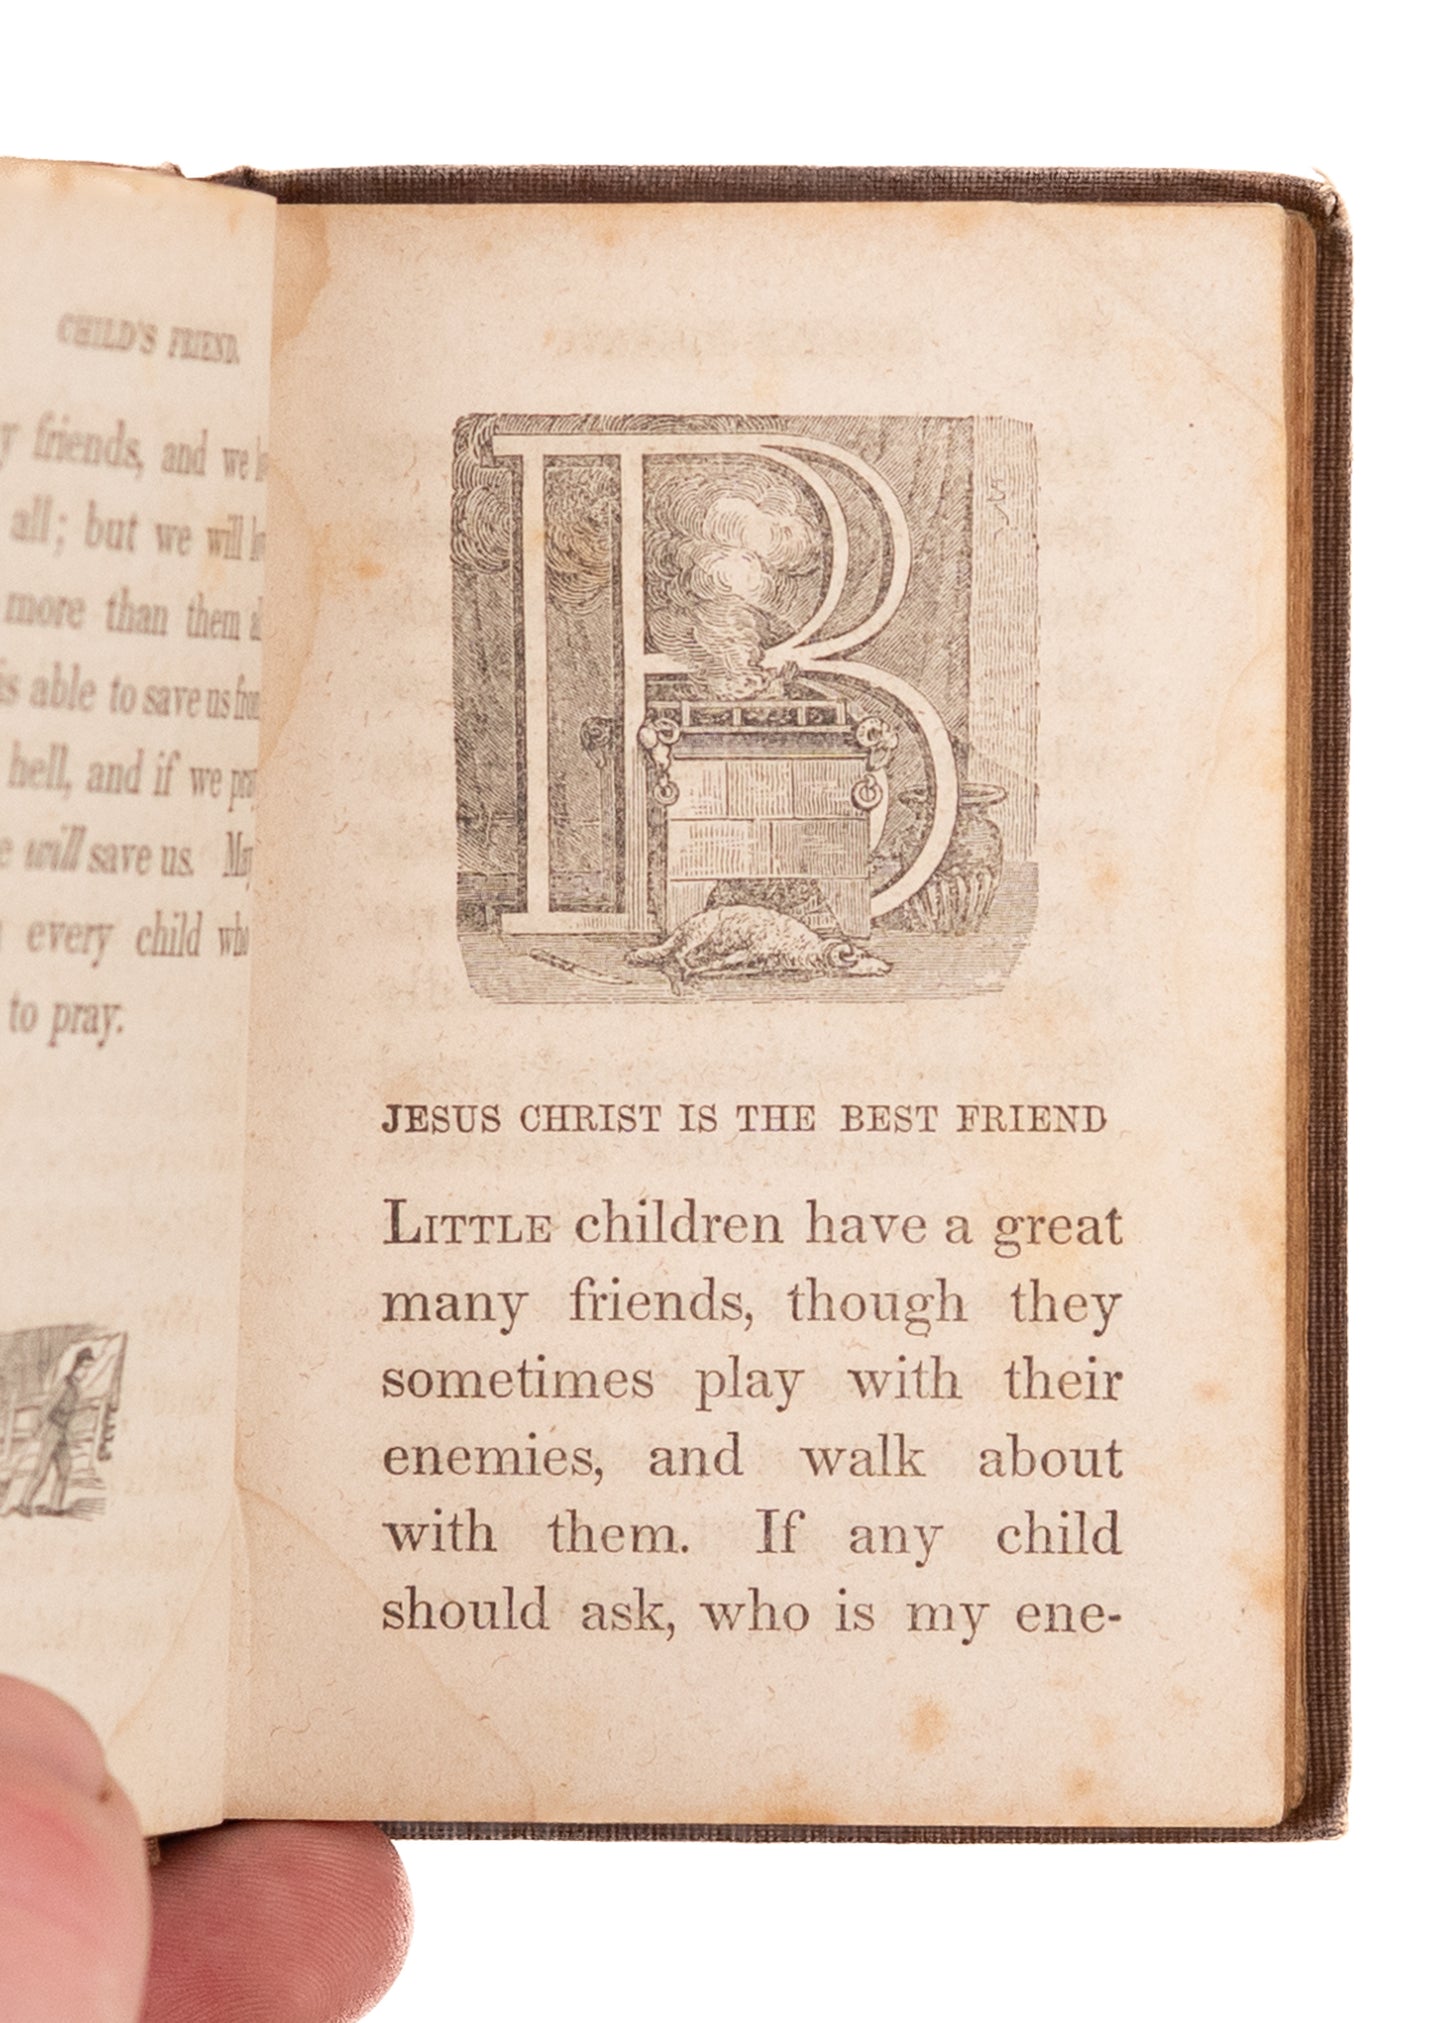 CHILD'S FRIEND.
friends, and we
all; but we will
more than them
is able to save us from
hell, and if we
will save us. May
every child who
to pray.
B
JESUS CHRIST IS THE BEST FRIEND
LITTLE children have a great
many friends, though they
sometimes play with their
enemies, and walk about
with them. If any child
should ask, who is my ene-